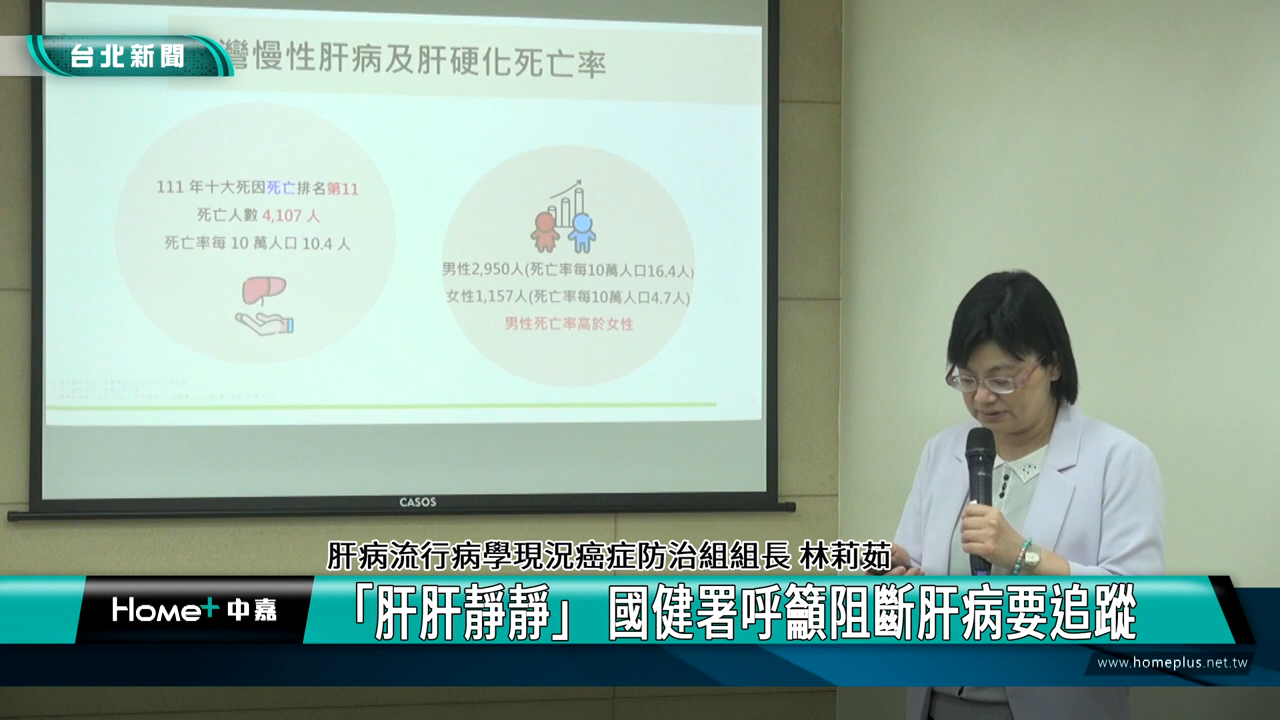 台北新聞
灣慢性肝病及肝硬化死亡率
111 年十大死因死亡排名第11
死亡人數 4,107 人
死亡率每 10 萬人口 10.4 人
男性2,950人(死亡率每10萬人口16.4人)
女性1,157人(死亡率每10萬人口4.7人)
男性死亡率高於女性
CASOS
肝病流行病學現況癌症防治組組長 林莉茹
Home+ 中嘉
「肝肝靜靜」 國健署呼籲阻斷肝病要追蹤
www.homeplus.net.tw